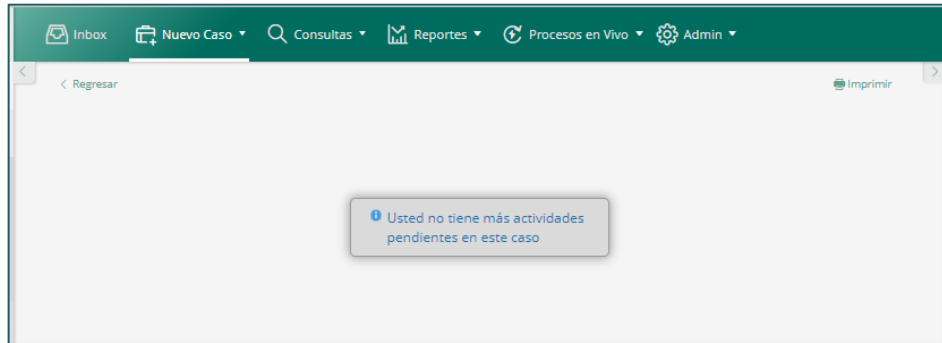 Inbox Nuevo Caso Consultas Reportes Procesos en Vivo Admin
Regresar Imprimir
Usted no tiene más actividades
pendientes en este caso